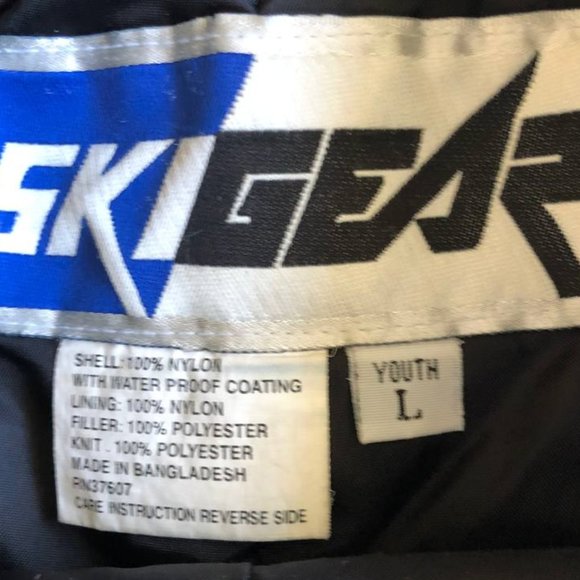 SKIGEAR
SHELL: 100% NYLON
WITH WATER PROOF COATING
LINING: 100% NYLON
FILLER: 100% POLYESTER
KNIT . 100% POLYESTER
MADE IN BANGLADESH
RN37607
CARE INSTRUCTION REVERSE SIDE
YOUTH
L